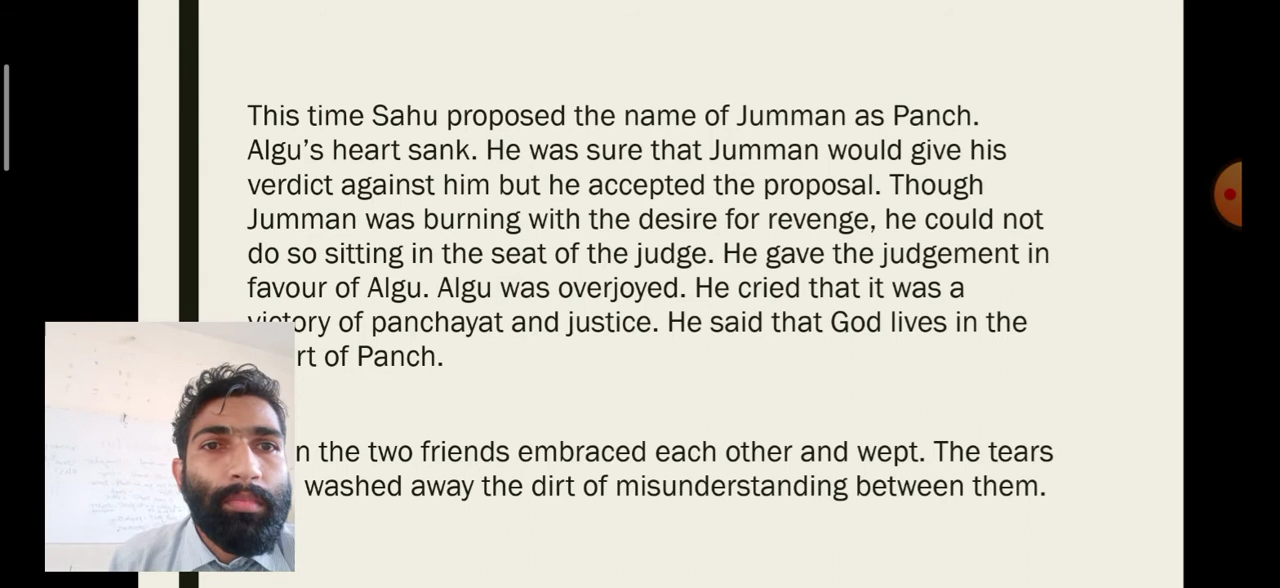 This time Sahu proposed the name of Jumman as Panch.
Algu’s heart sank. He was sure that Jumman would give his
verdict against him but he accepted the proposal. Though
Jumman was burning with the desire for revenge, he could not
do so sitting in the seat of the judge. He gave the judgement in
favour of Algu. Algu was overjoyed. He cried that it was a
victory of panchayat and justice. He said that God lives in the
of Panch.
the two friends embraced each other and wept. The tears
washed away the dirt of misunderstanding between them.